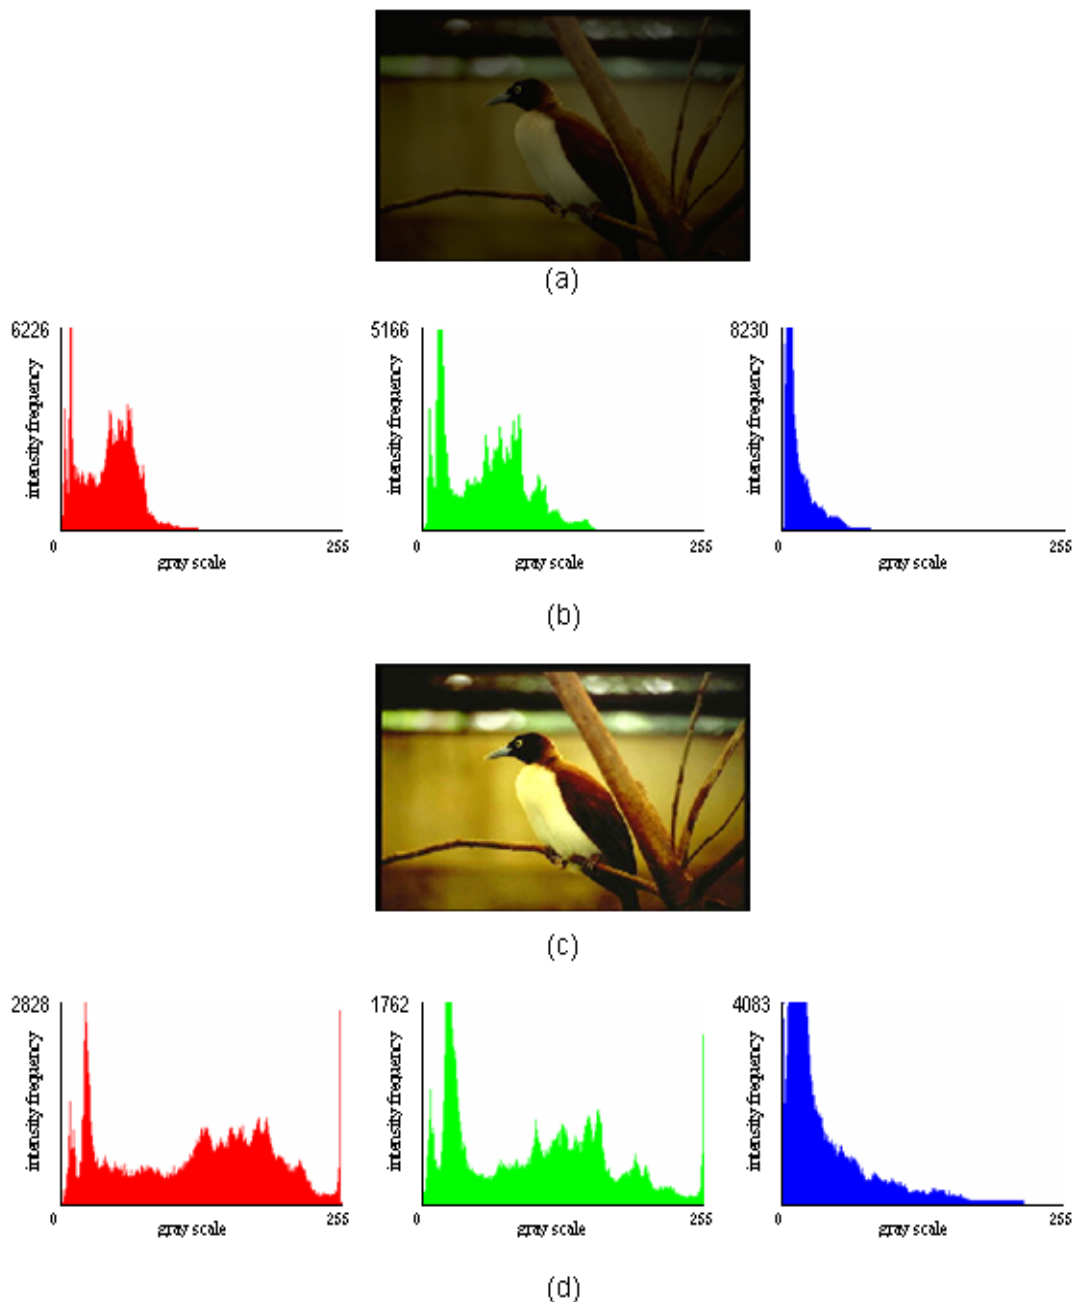 (a)
6226 5166 8230
intensity frequency intensity frequency intensity frequency
0 255 0 255 0 255
gray scale gray scale gray scale
(b)
(c)
2828 1762 4083
intensity frequency intensity frequency intensity frequency
0 255 0 255 0 255
gray scale gray scale gray scale
(d)